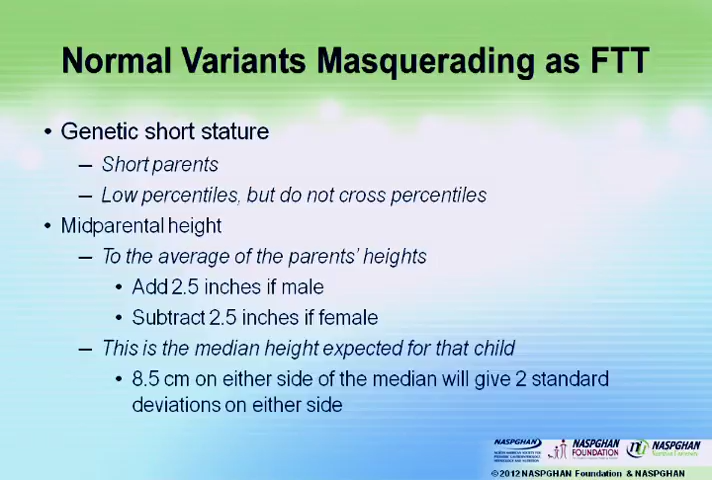 Normal Variants Masquerading as FTT
• Genetic short stature
– Short parents
– Low percentiles, but do not cross percentiles
• Midparental height
– To the average of the parents' heights
• Add 2.5 inches if male
• Subtract 2.5 inches if female
– This is the median height expected for that child
• 8.5 cm on either side of the median will give 2 standard
deviations on either side
NASPGHAN
NASPGHAN
FOUNDATION
NASPGHAN
©2012 NASPGHAN Foundation & NASPGHAN